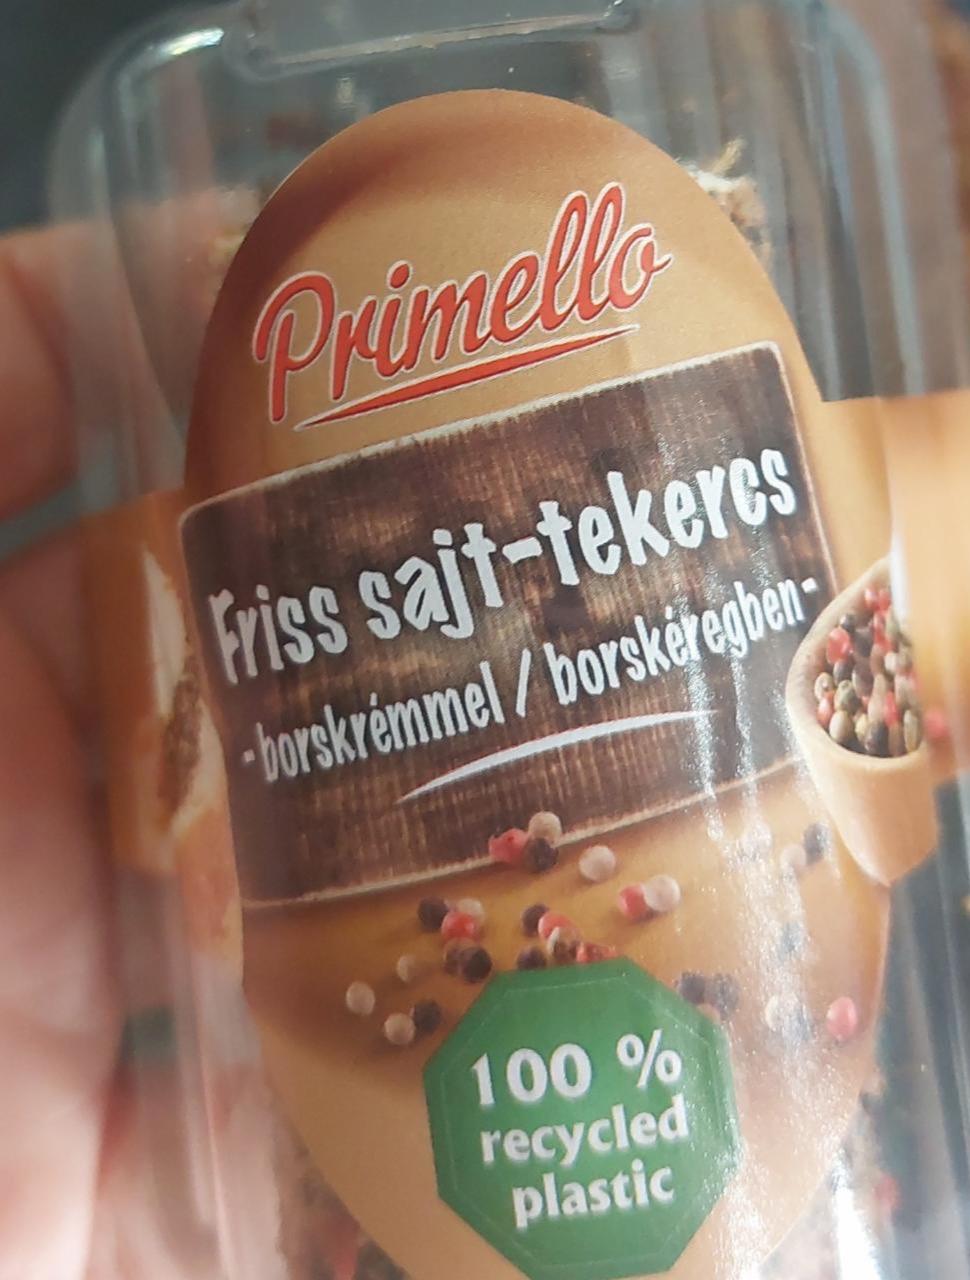 Primello
Friss sajt-tekercs
-borskrémmel / borskéregben-
100 %
recycled
plastic